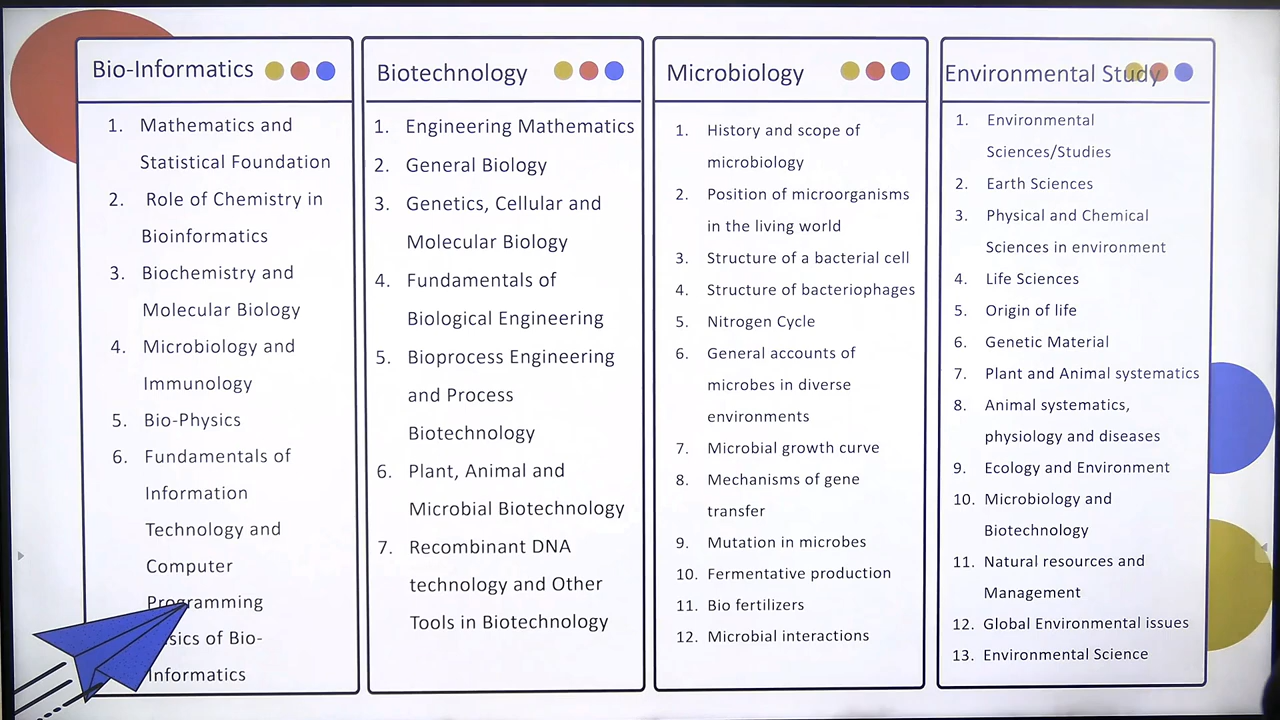 Bio-Informatics
1. Mathematics and
Statistical Foundation
2. Role of Chemistry in
Bioinformatics
3. Biochemistry and
Molecular Biology
4. Microbiology and
Immunology
5. Bio-Physics
6. Fundamentals of
Information
Technology and
Computer
Programming
of Bio-
Informatics
Biotechnology
1. Engineering Mathematics
2. General Biology
3. Genetics, Cellular and
Molecular Biology
4. Fundamentals of
Biological Engineering
5. Bioprocess Engineering
and Process
Biotechnology
6. Plant, Animal and
Microbial Biotechnology
7. Recombinant DNA
technology and Other
Tools in Biotechnology
Microbiology
1. History and scope of
microbiology
2. Position of microorganisms
in the living world
3. Structure of a bacterial cell
4. Structure of bacteriophages
5. Nitrogen Cycle
6. General accounts of
microbes in diverse
environments
7. Microbial growth curve
8. Mechanisms of gene
transfer
9. Mutation in microbes
10. Fermentative production
11. Bio fertilizers
12. Microbial interactions
Environmental Study
1. Environmental
Sciences/Studies
2. Earth Sciences
3. Physical and Chemical
Sciences in environment
4. Life Sciences
5. Origin of life
6. Genetic Material
7. Plant and Animal systematics
8. Animal systematics,
physiology and diseases
9. Ecology and Environment
10. Microbiology and
Biotechnology
11. Natural resources and
Management
12. Global Environmental issues
13. Environmental Science